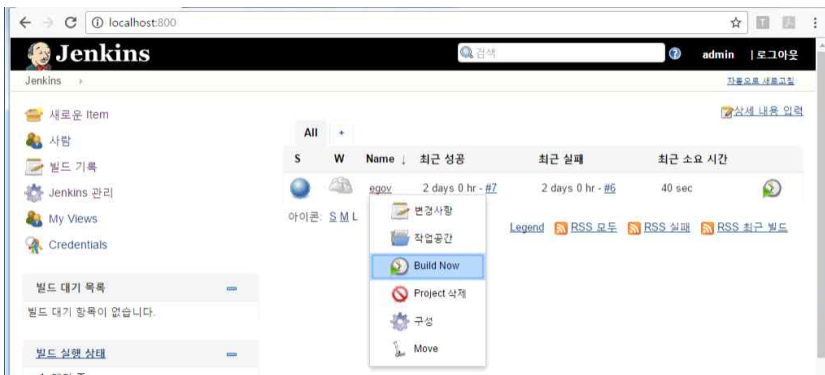 localhost:800
Jenkins
검색
admin | 로그아웃
Jenkins
자동으로 새로고침
새로운 Item
사람
빌드 기록
Jenkins 관리
My Views
Credentials
빌드 대기 목록
빌드 대기 항목이 없습니다.
빌드 실행 상태
상세 내용 입력
All +
S W Name ↓ 최근 성공 최근 실패 최근 소요 시간
egov 2 days 0 hr - #7 2 days 0 hr - #6 40 sec
아이콘: S M L
Legend RSS 모두 RSS 실패 RSS 최근 빌드
변경사항
작업공간
Build Now
Project 삭제
구성
Move